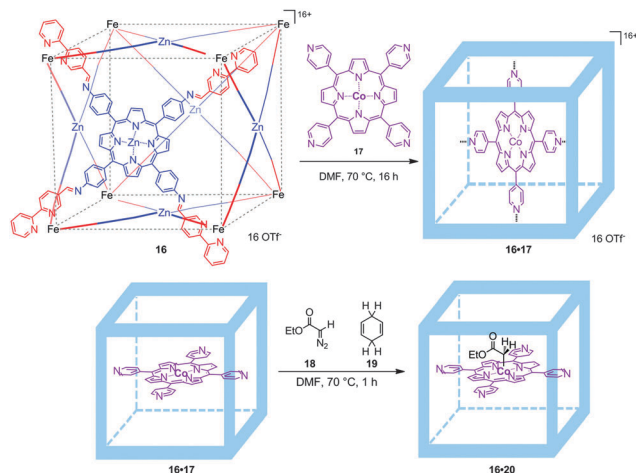 Fe Fe 16+
Zn
Fe Fe
N N N N
N N
Zn
Zn Zn
N N
N Zn N
N
N N
Fe Fe
N N
N N
Zn
Fe Fe
N N
16
16 OTf-
N N
N
N Co N
N
N N
17
DMF, 70 °C, 16 h
16+
N
N
N N Co N N
N
N
16 OTf-
16•17
N
N
N Co N
N
N
N N
16•17
O
EtO H
N2
18
H H
H H
19
DMF, 70 °C, 1 h
O
EtO H
H
N
N
N Co N
N
N
N N
16•20